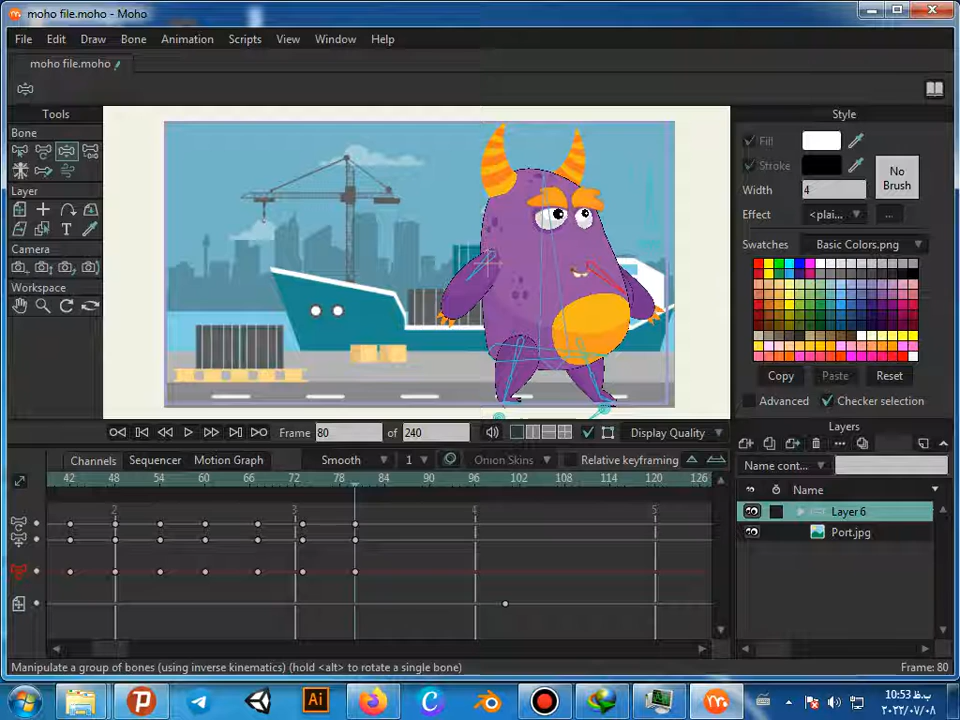 moho file.moho - Moho
File Edit Draw Bone Animation Scripts View Window Help
moho file.moho
Tools
Bone
Layer
T
Camera
Workspace
Style
Fill
Stroke
No Brush
Width 4
Effect <plai... ...
Swatches Basic Colors.png
Copy Paste Reset
Advanced Checker selection
Layers
Name cont...
Name
Layer 6
Port.jpg
Frame 80 of 240 Display Quality
Channels Sequencer Motion Graph Smooth 1 Onion Skins Relative keyframing
42 48 54 60 66 72 78 84 90 96 102 108 114 120 126
2 3 4 5
Manipulate a group of bones (using inverse kinematics) (hold <alt> to rotate a single bone) Frame: 80
Ai
10:53 ب.ظ
۲۰۲۲/۰۷/۰۸